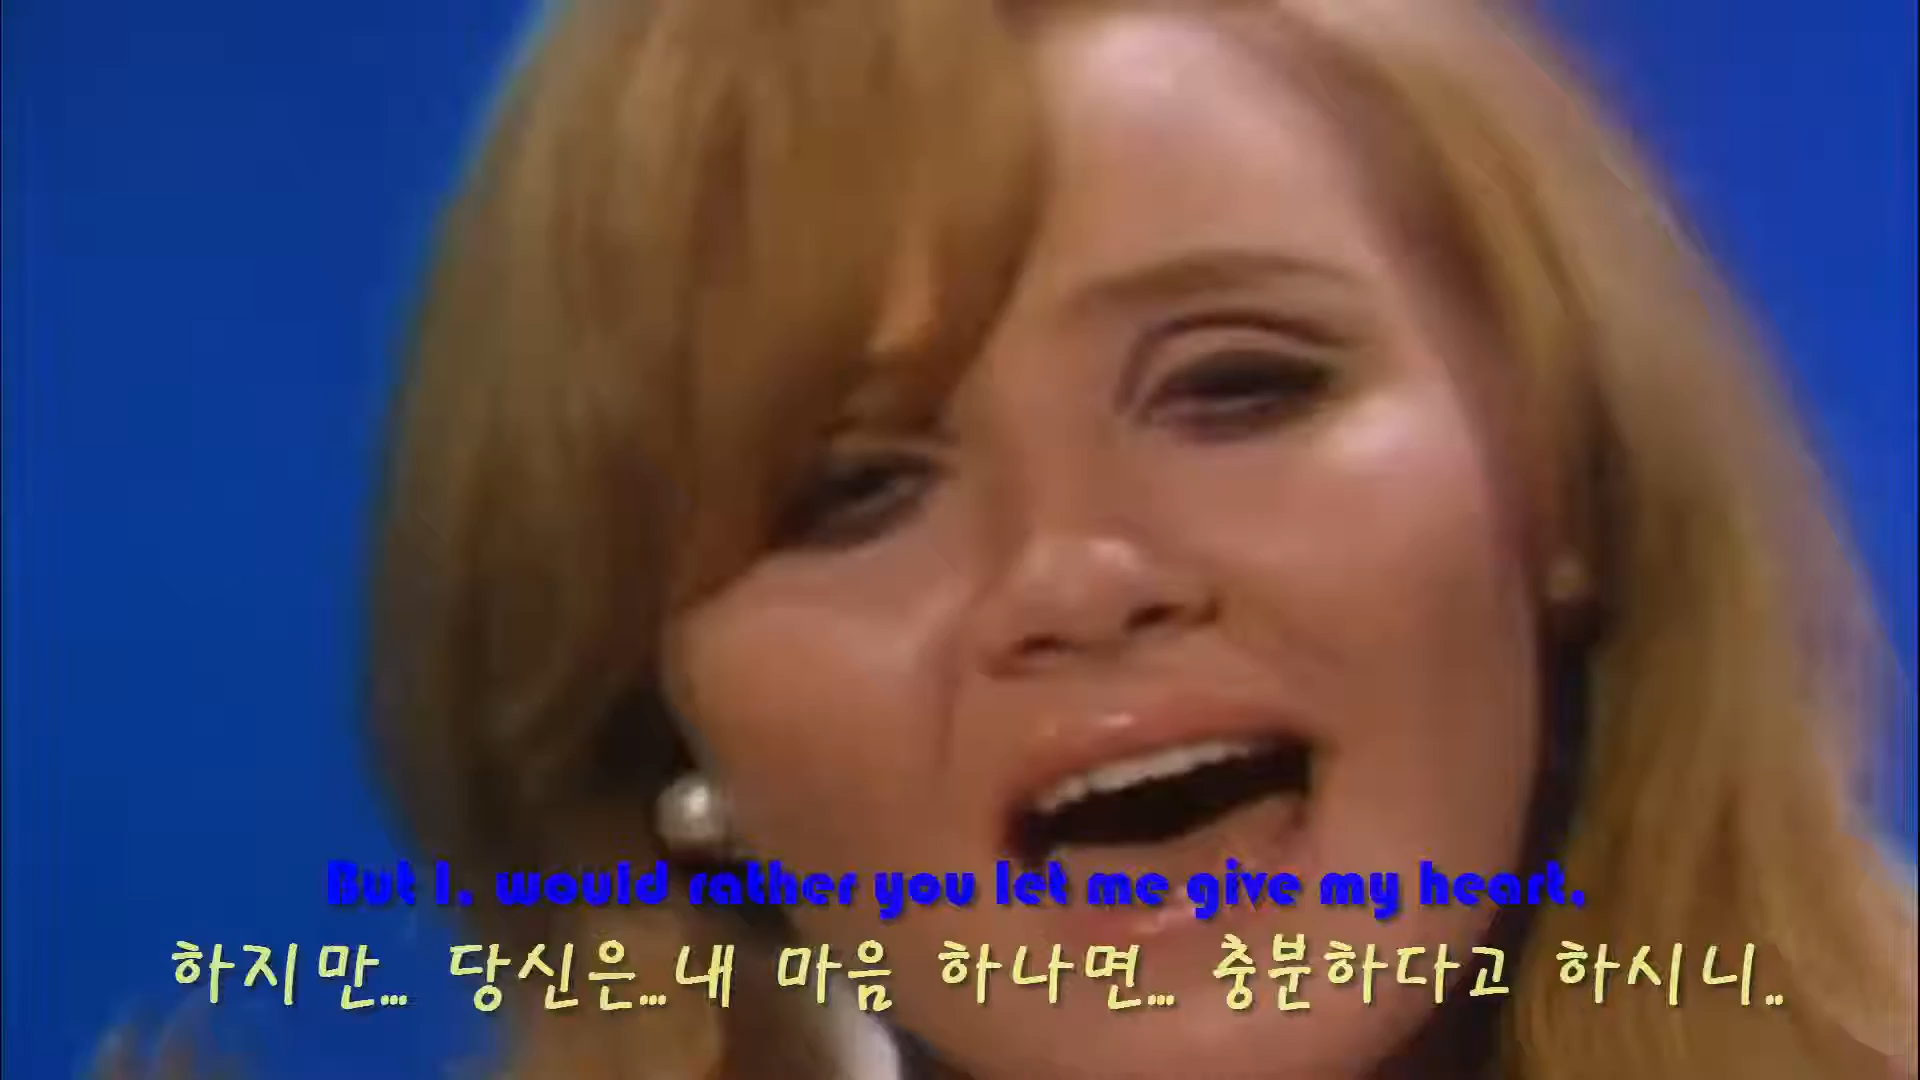 But I. would rather you let me give my heart.
하지만... 당신은...내 마음 하나면... 충분하다고 하시니..